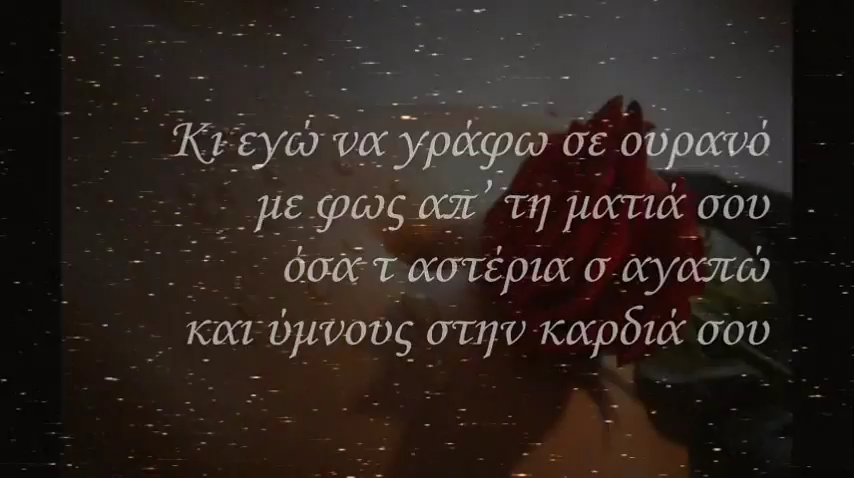 Κι εγώ να γράφω σε ουρανό
με φως απ’ τη ματιά σου
όσα τ αστέρια σ αγαπώ
και ύμνους στην καρδιά σου